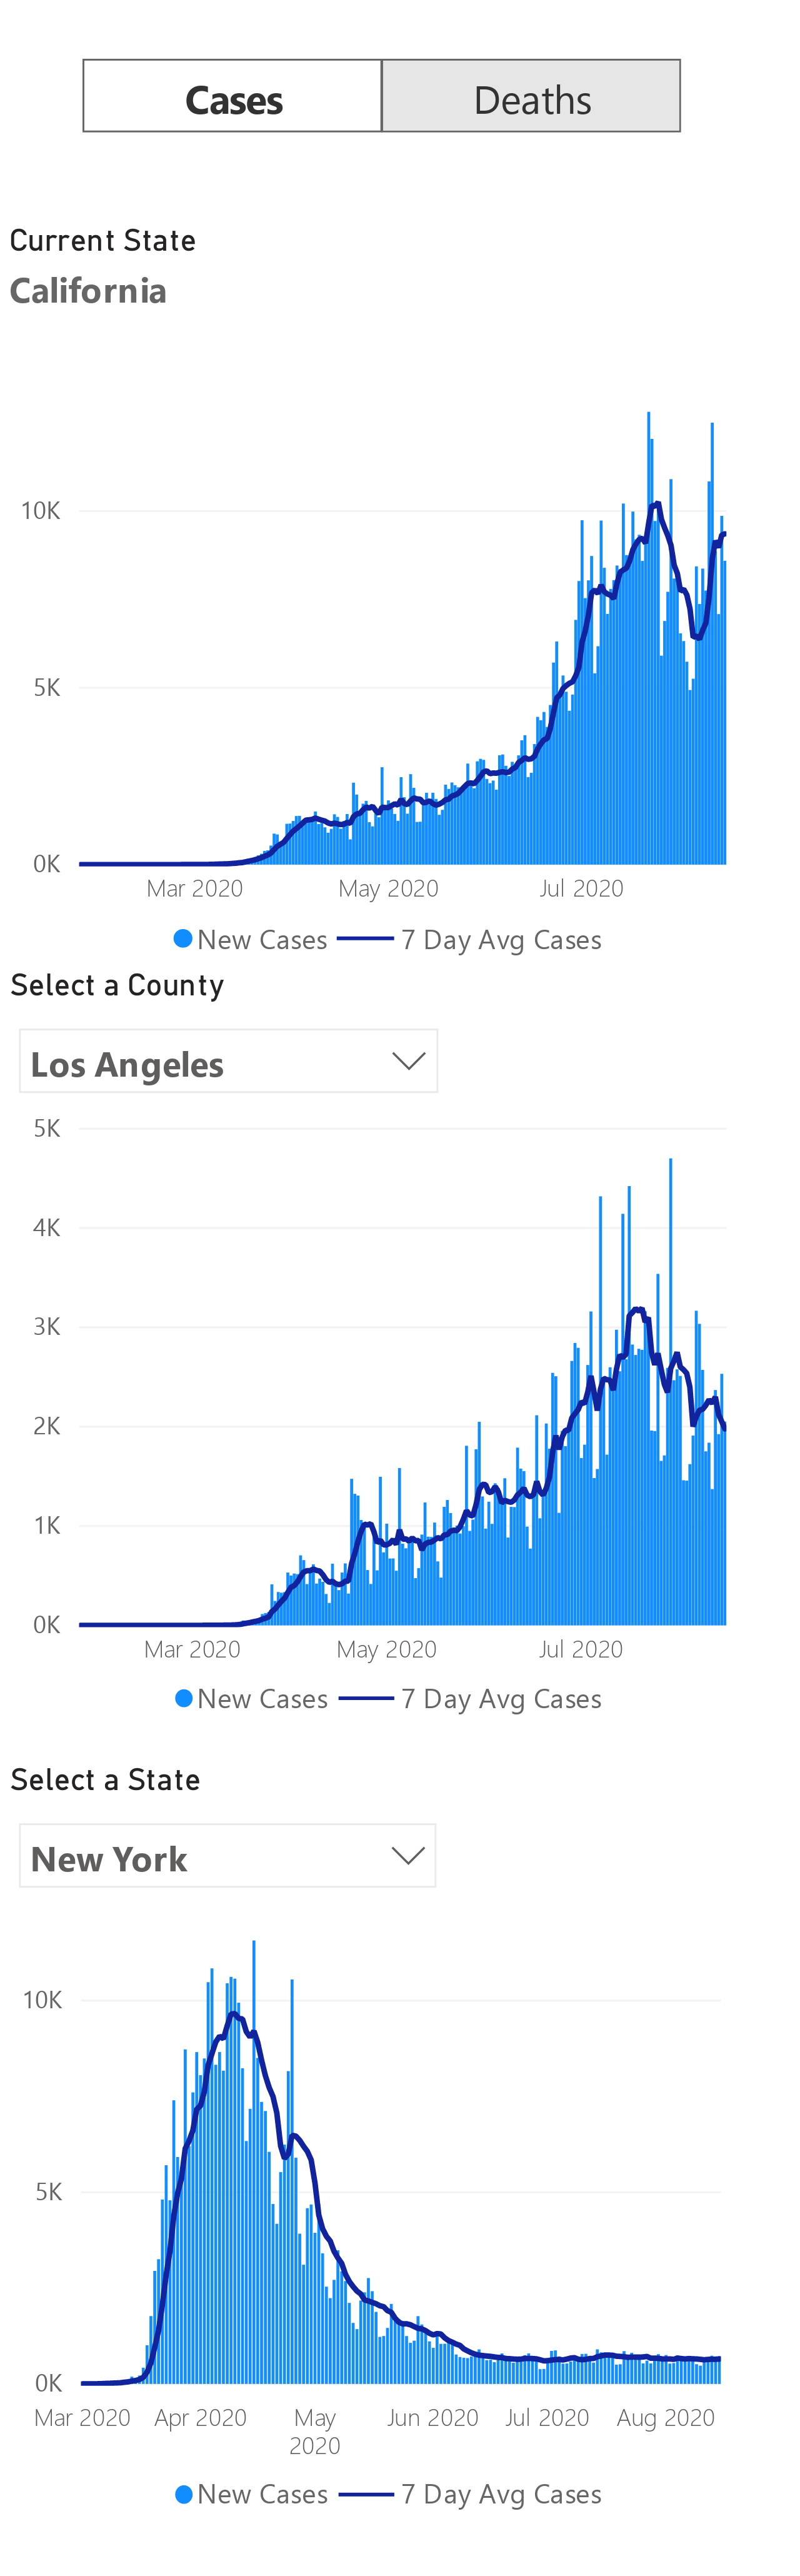 Cases Deaths
Current State
California
10K
5K
0K
Mar 2020 May 2020 Jul 2020
New Cases 7 Day Avg Cases
Select a County
Los Angeles
5K
4K
3K
2K
1K
0K
Mar 2020 May 2020 Jul 2020
New Cases 7 Day Avg Cases
Select a State
New York
10K
5K
0K
Mar 2020 Apr 2020 May 2020 Jun 2020 Jul 2020 Aug 2020
New Cases 7 Day Avg Cases